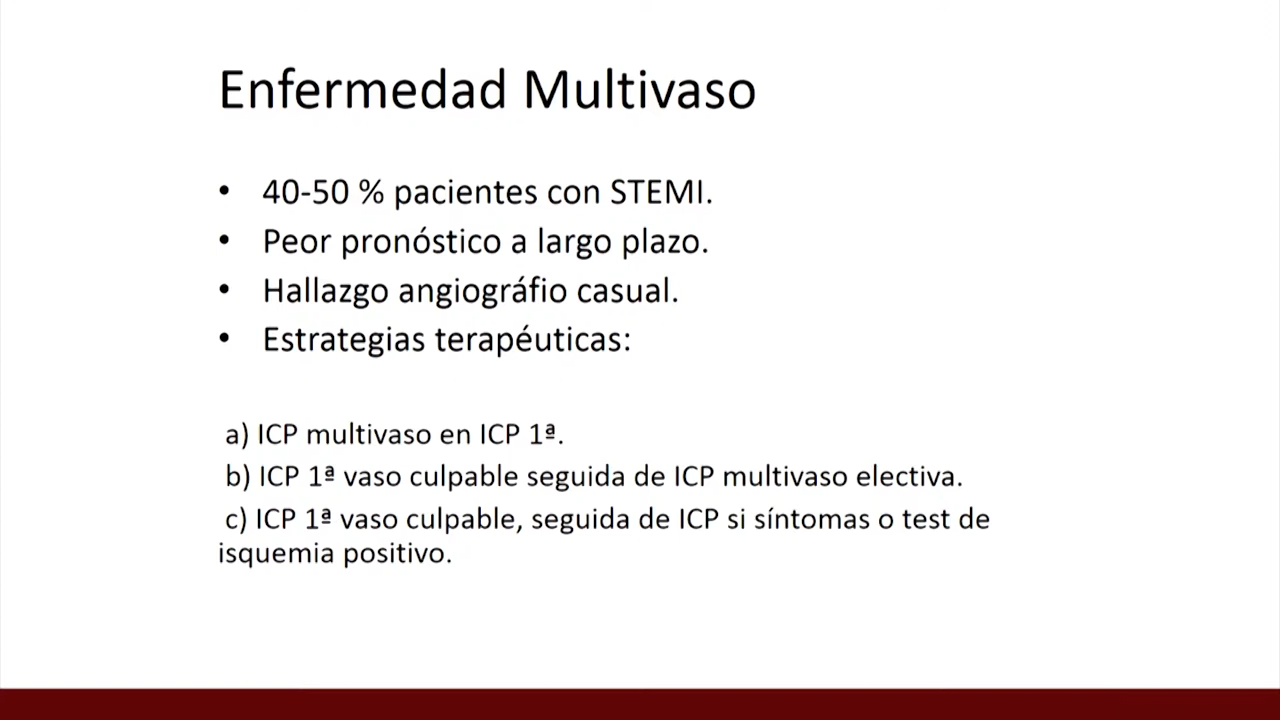 Enfermedad Multivaso
• 40-50 % pacientes con STEMI.
• Peor pronóstico a largo plazo.
• Hallazgo angiográfio casual.
• Estrategias terapéuticas:
a) ICP multivaso en ICP 1ª.
b) ICP 1ª vaso culpable seguida de ICP multivaso electiva.
c) ICP 1ª vaso culpable, seguida de ICP si síntomas o test de
isquemia positivo.